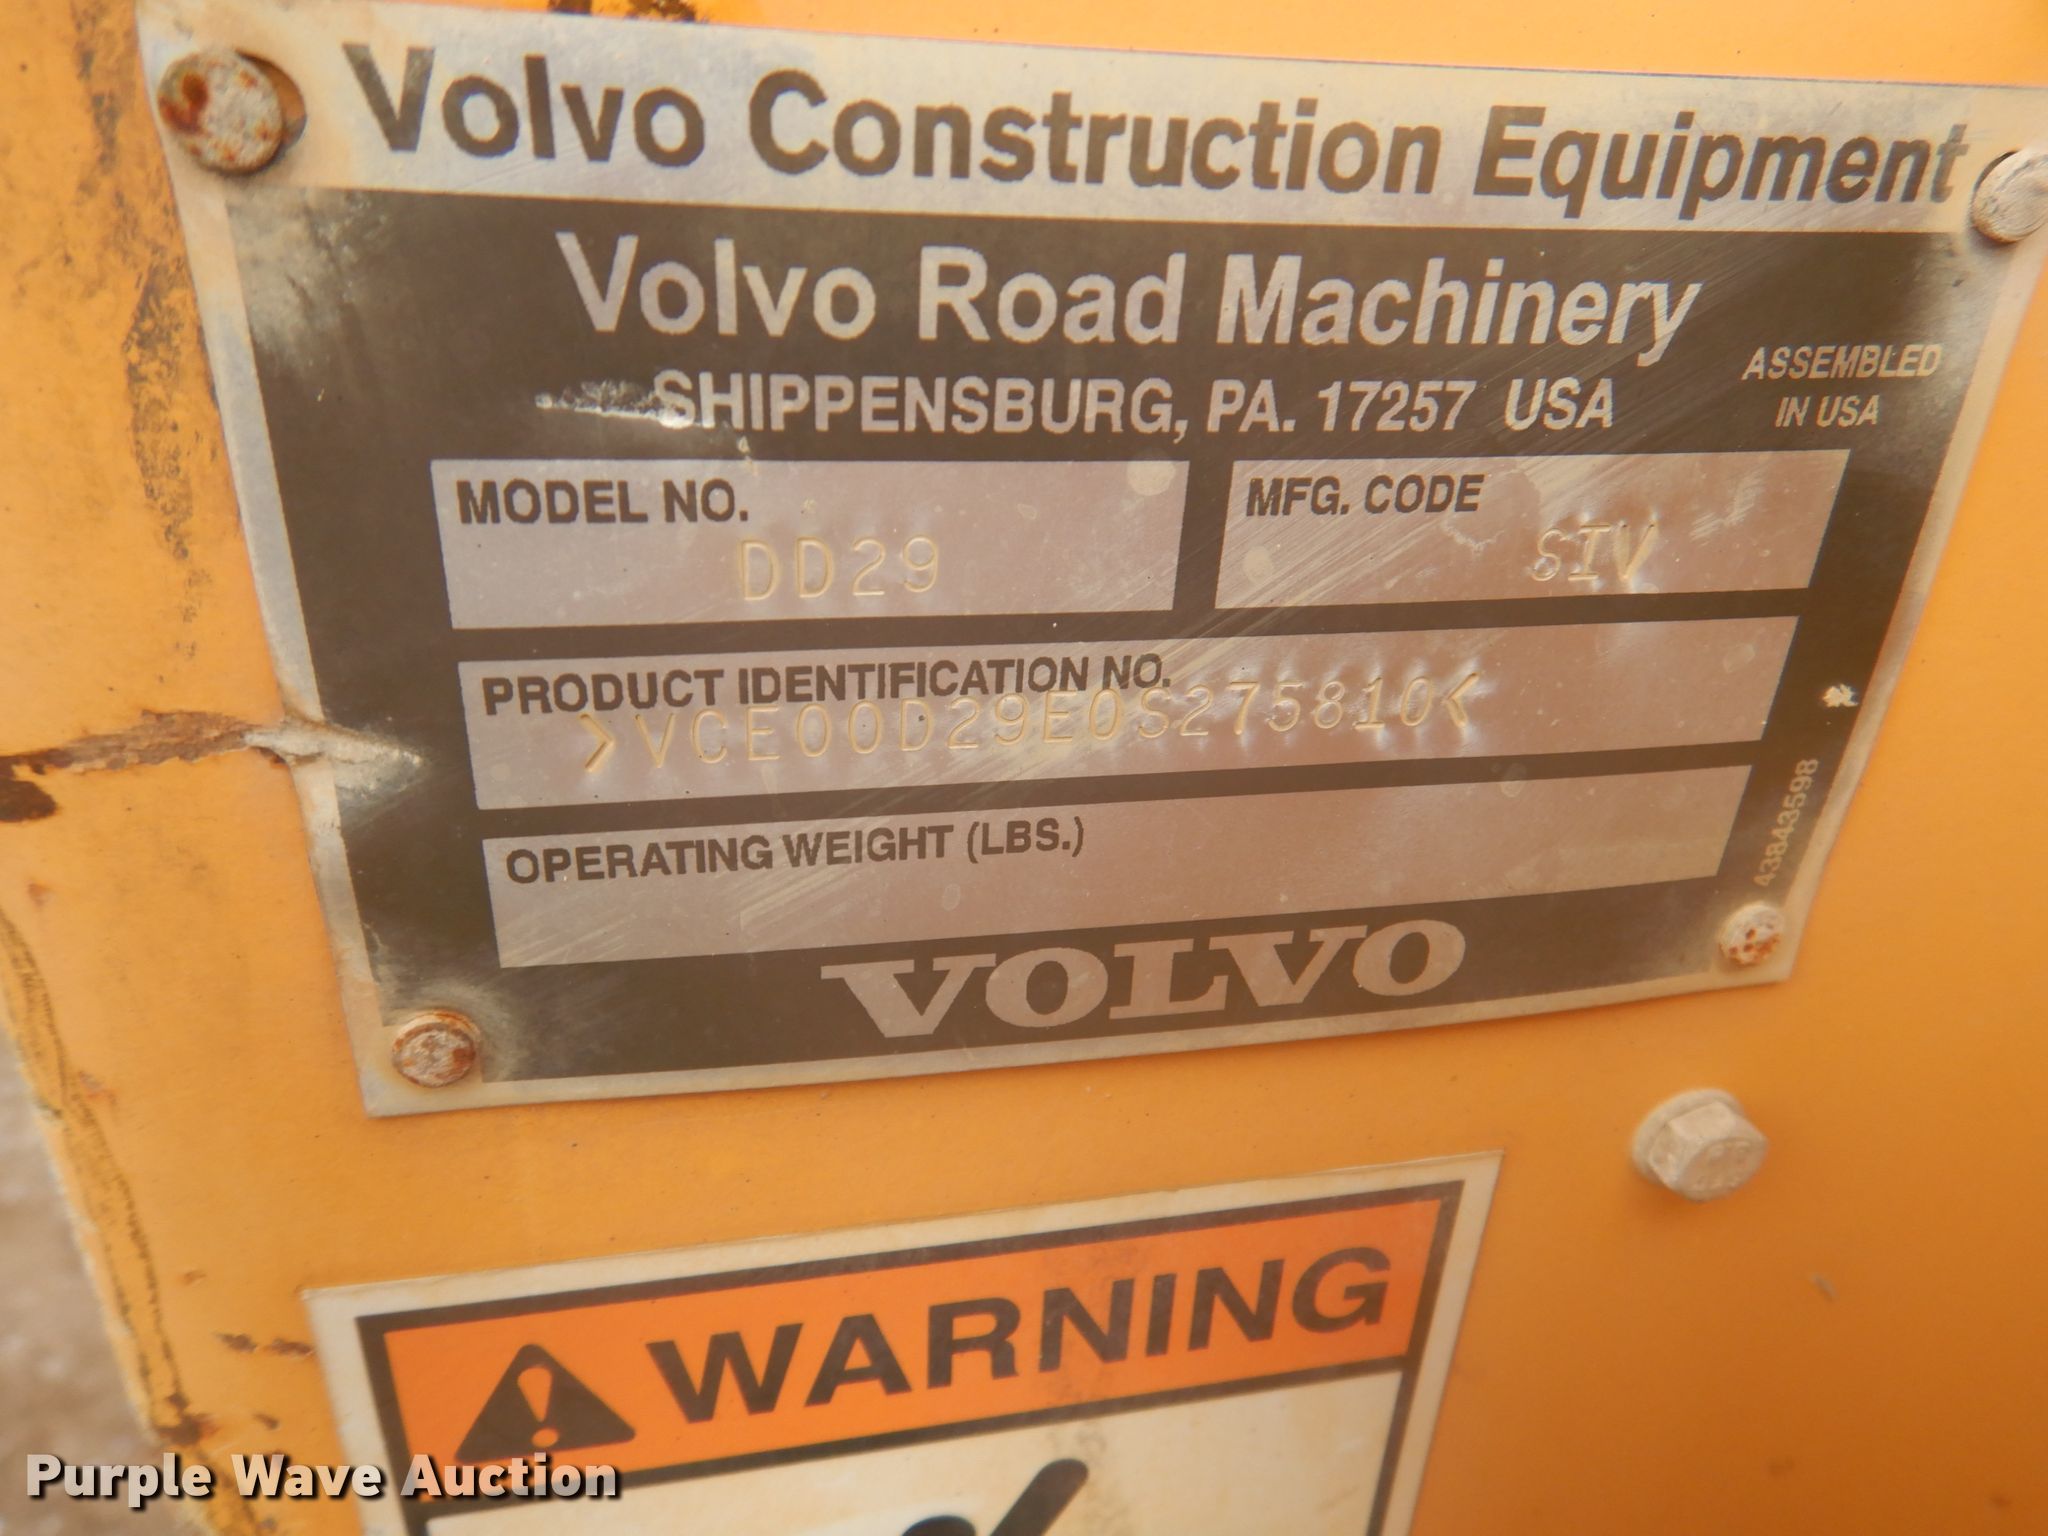 Volvo Construction Equipment
Volvo Road Machinery
SHIPPENSBURG, PA. 17257 USA
ASSEMBLED
IN USA
MODEL NO.
DD29
MFG. CODE
SIV
PRODUCT IDENTIFICATION NO.
>VCE00D29E0S275810<
OPERATING WEIGHT (LBS.)
43843598
VOLVO
WARNING
Purple Wave Auction